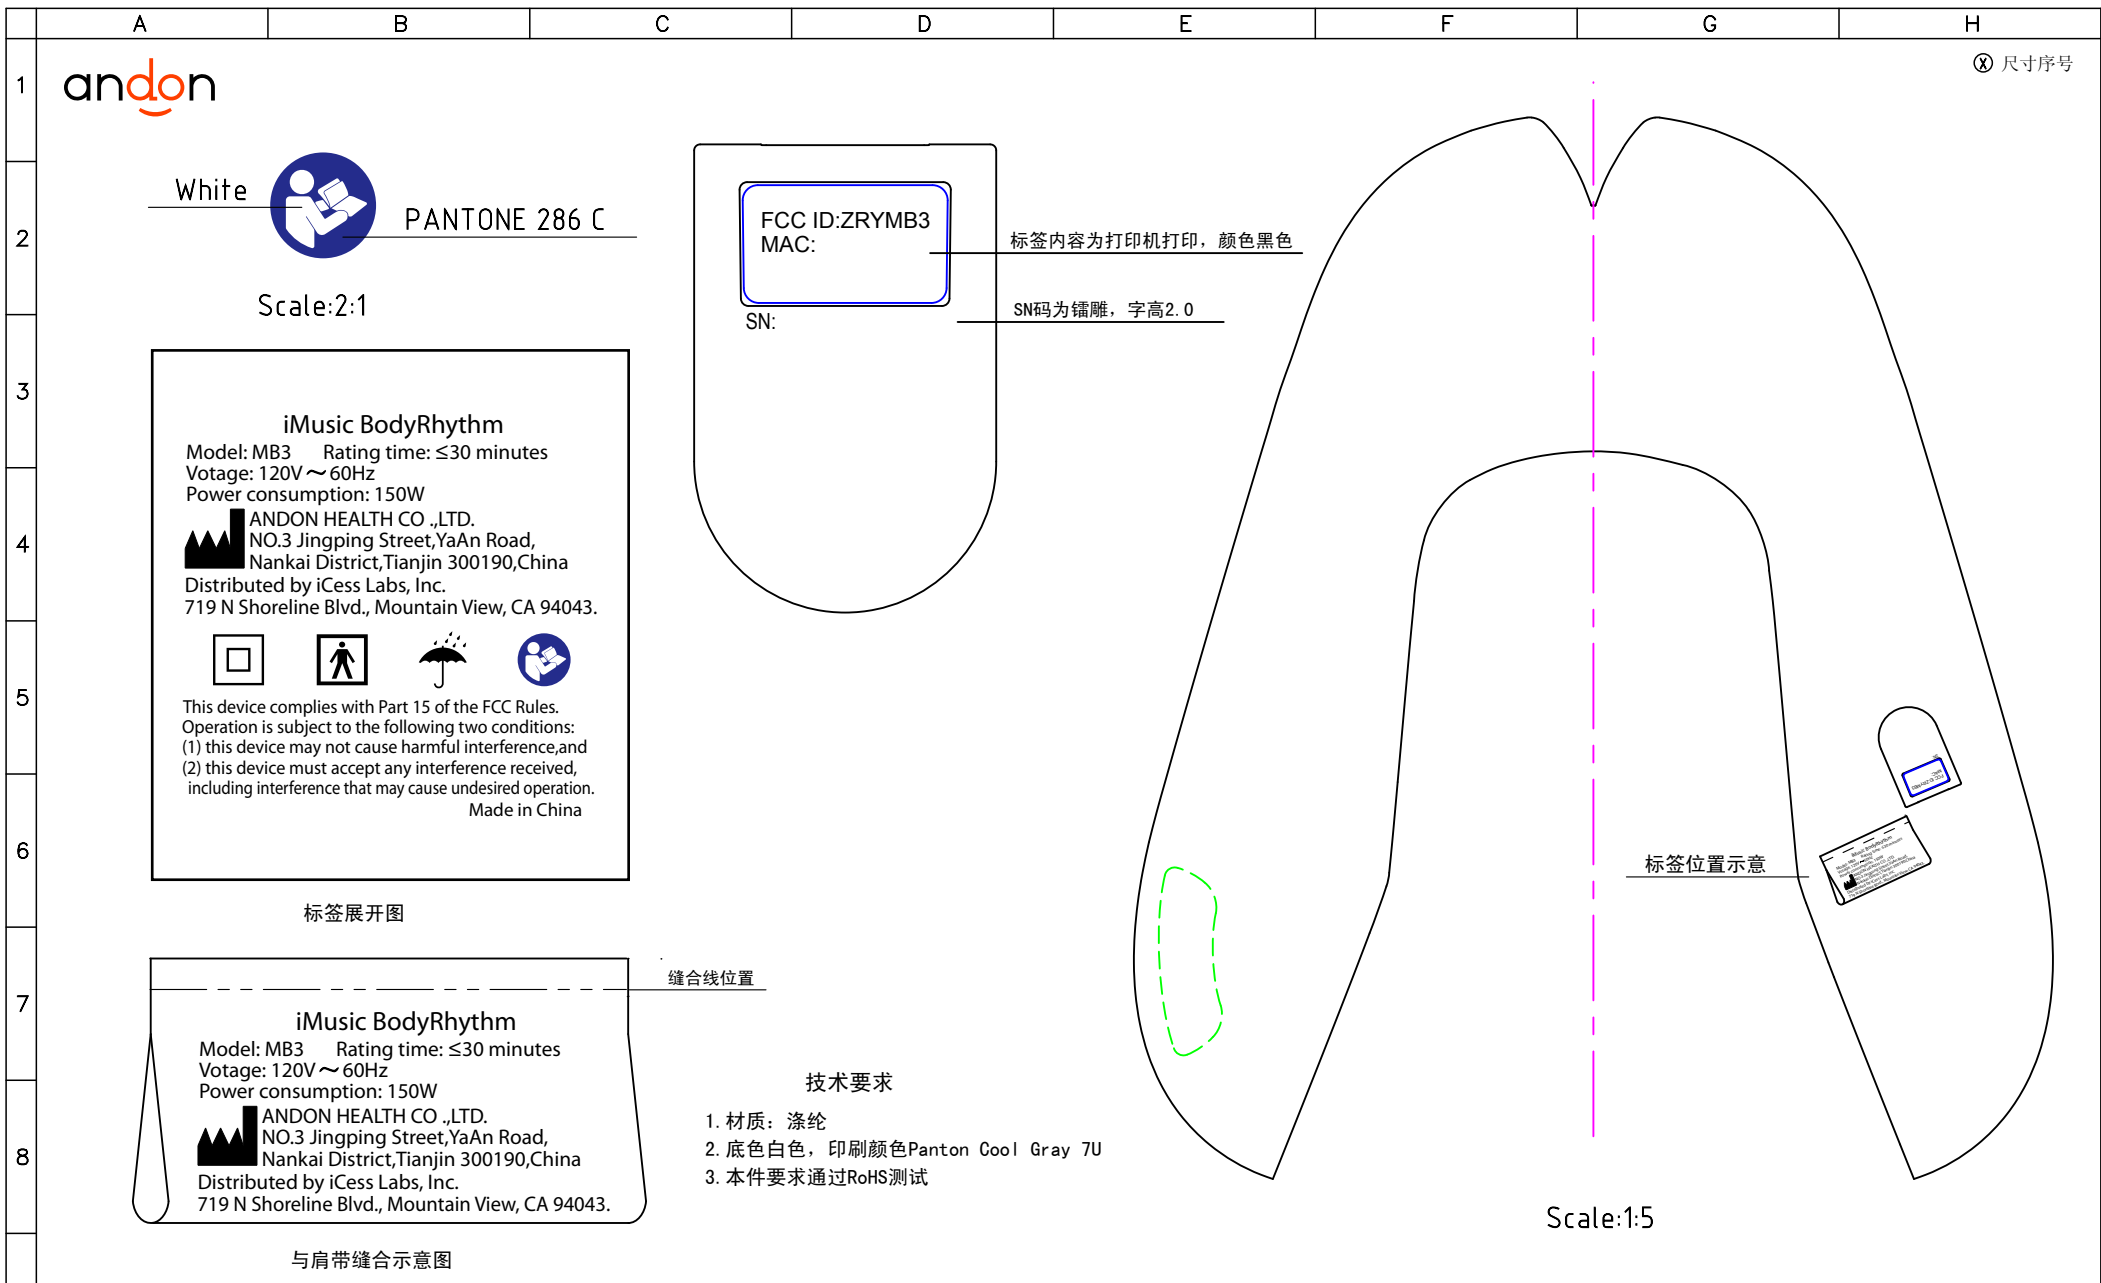 A B C D E F G H
1
2
3
4
5
6
7
8
andon
Ⓧ 尺寸序号
White
PANTONE 286 C
Scale:2:1
FCC ID:ZRYMB3
MAC:
SN:
标签内容为打印机打印，颜色黑色
SN码为镭雕，字高2.0
iMusic BodyRhythm
Model: MB3 Rating time: ≤30 minutes
Votage: 120V～60Hz
Power consumption: 150W
ANDON HEALTH CO .,LTD.
NO.3 Jingping Street,YaAn Road,
Nankai District,Tianjin 300190,China
Distributed by iCess Labs, Inc.
719 N Shoreline Blvd., Mountain View, CA 94043.
This device complies with Part 15 of the FCC Rules.
Operation is subject to the following two conditions:
(1) this device may not cause harmful interference,and
(2) this device must accept any interference received,
including interference that may cause undesired operation.
Made in China
标签展开图
缝合线位置
iMusic BodyRhythm
Model: MB3 Rating time: ≤30 minutes
Votage: 120V～60Hz
Power consumption: 150W
ANDON HEALTH CO .,LTD.
NO.3 Jingping Street,YaAn Road,
Nankai District,Tianjin 300190,China
Distributed by iCess Labs, Inc.
719 N Shoreline Blvd., Mountain View, CA 94043.
与肩带缝合示意图
技术要求
1.材质：涤纶
2.底色白色，印刷颜色Panton Cool Gray 7U
3.本件要求通过RoHS测试
标签位置示意
Scale:1:5